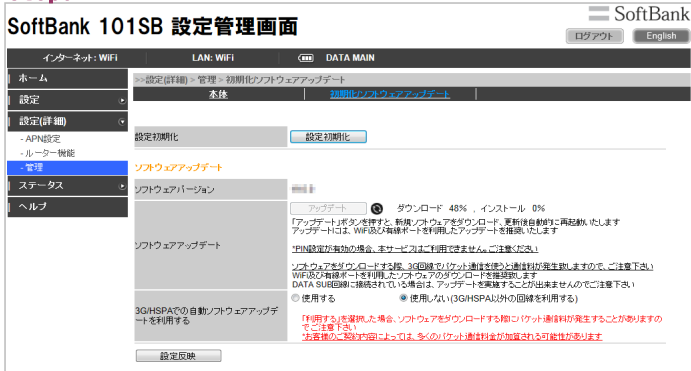 SoftBank 101SB 設定管理画面
SoftBank
ログアウト
English
インターネット: WiFi
LAN: WiFi
DATA MAIN
ホーム
設定
設定(詳細)
- APN設定
- ルーター機能
- 管理
ステータス
ヘルプ
>>設定(詳細) > 管理 > 初期化/ソフトウェアアップデート
本体
初期化/ソフトウェアアップデート
設定初期化
設定初期化
ソフトウェアアップデート
ソフトウェアバージョン
ソフトウェアアップデート
アップデート
ダウンロード 48% , インストール 0%
「アップデート」ボタンを押すと、新規ソフトウェアをダウンロード、更新後自動的に再起動いたします
アップデートには、WiFi及び有線ポートを利用したアップデートを推奨いたします
*PIN設定が有効の場合、本サービスはご利用できません。ご注意ください
ソフトウェアをダウンロードする際、3G回線でパケット通信を使うと通信料が発生致しますので、ご注意下さい
WiFi及び有線ポートを利用したソフトウェアのダウンロードを推奨致します
DATA SUB回線に接続されている場合は、アップデートを実施することが出来ませんのでご注意下さい
3G/HSPAでの自動ソフトウェアアップデ
ートを利用する
使用する
使用しない(3G/HSPA以外の回線を利用する)
「利用する」を選択した場合、ソフトウェアをダウンロードする際にパケット通信料が発生することがありますの
でご注意下さい
*お客様のご契約内容によっては、多くのパケット通信料金が加算される可能性があります
設定反映